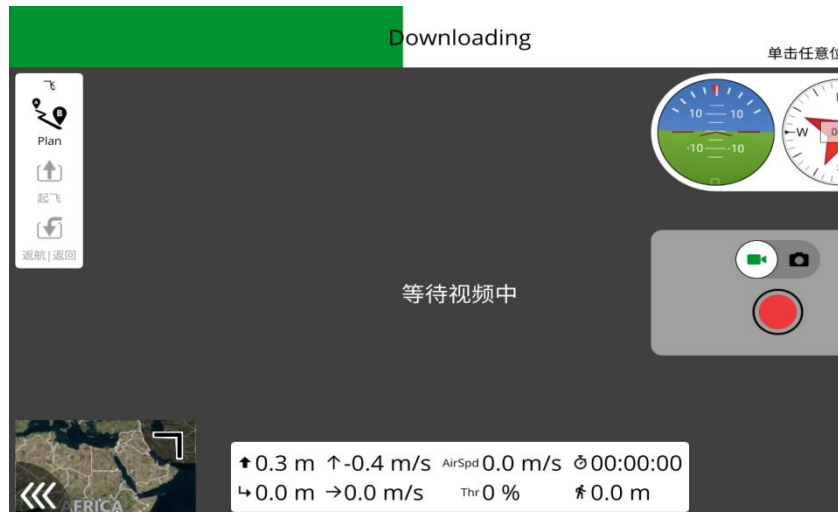 Downloading
单击任意位
飞
Plan
起飞
返航|返回
10 10
-10 -10
W
等待视频中
0.3 m -0.4 m/s AirSpd 0.0 m/s 00:00:00
0.0 m 0.0 m/s Thr 0 % 0.0 m
AFRICA